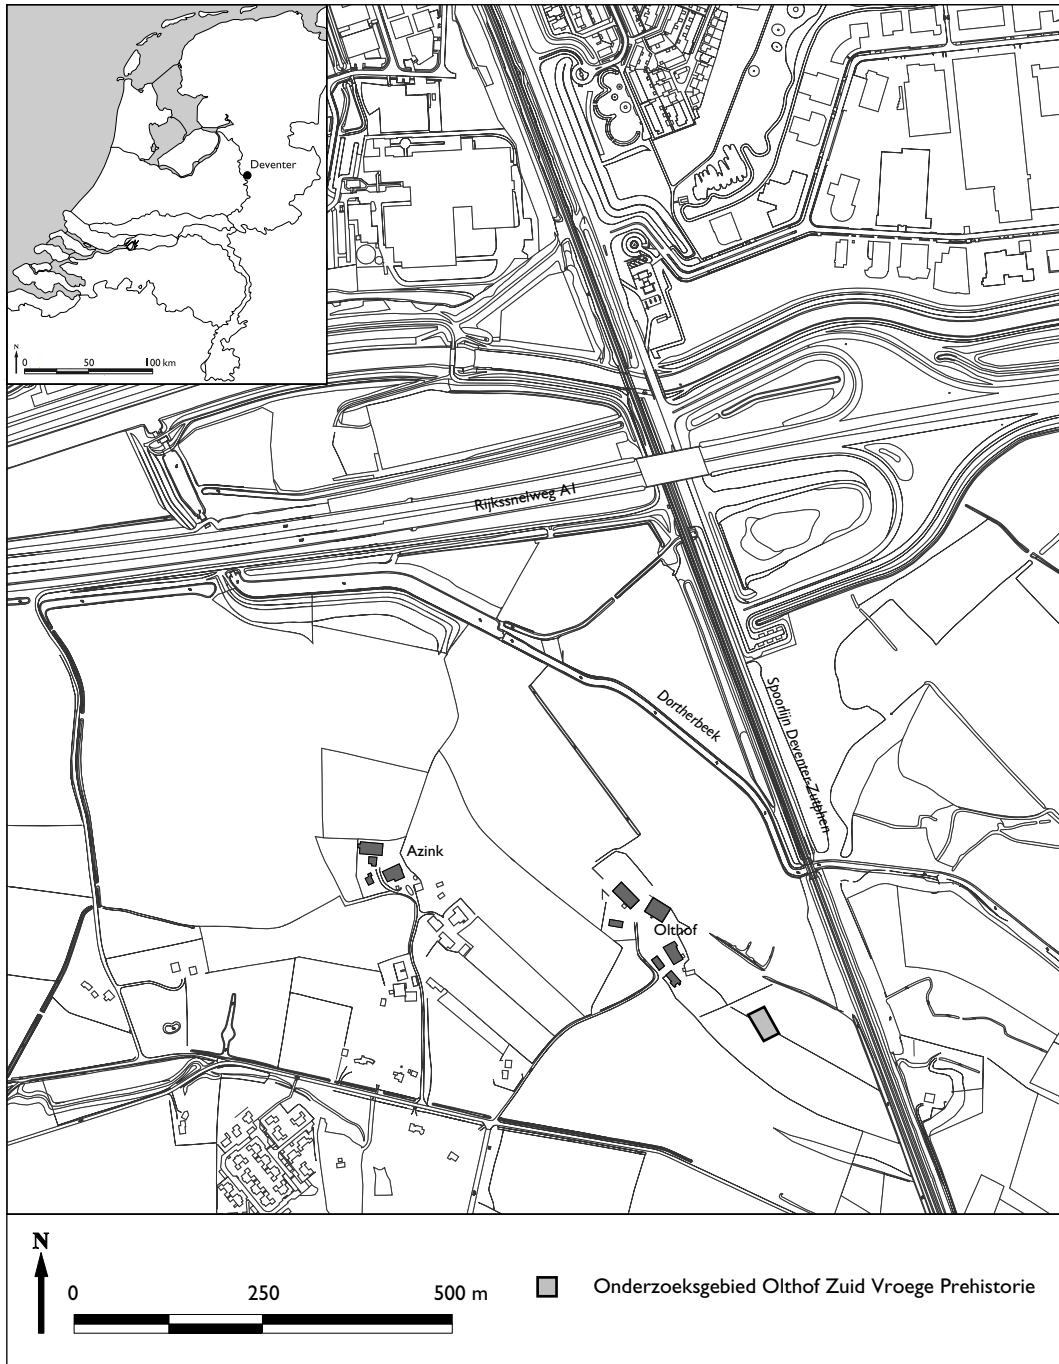 Deventer
N
0 50 100 km
Rijkssnelweg A1
Dortherbeek
Spoorlijn Deventer-Zutphen
Azink
Olthof
N
0 250 500 m
Onderzoeksgebied Olthof Zuid Vroege Prehistorie